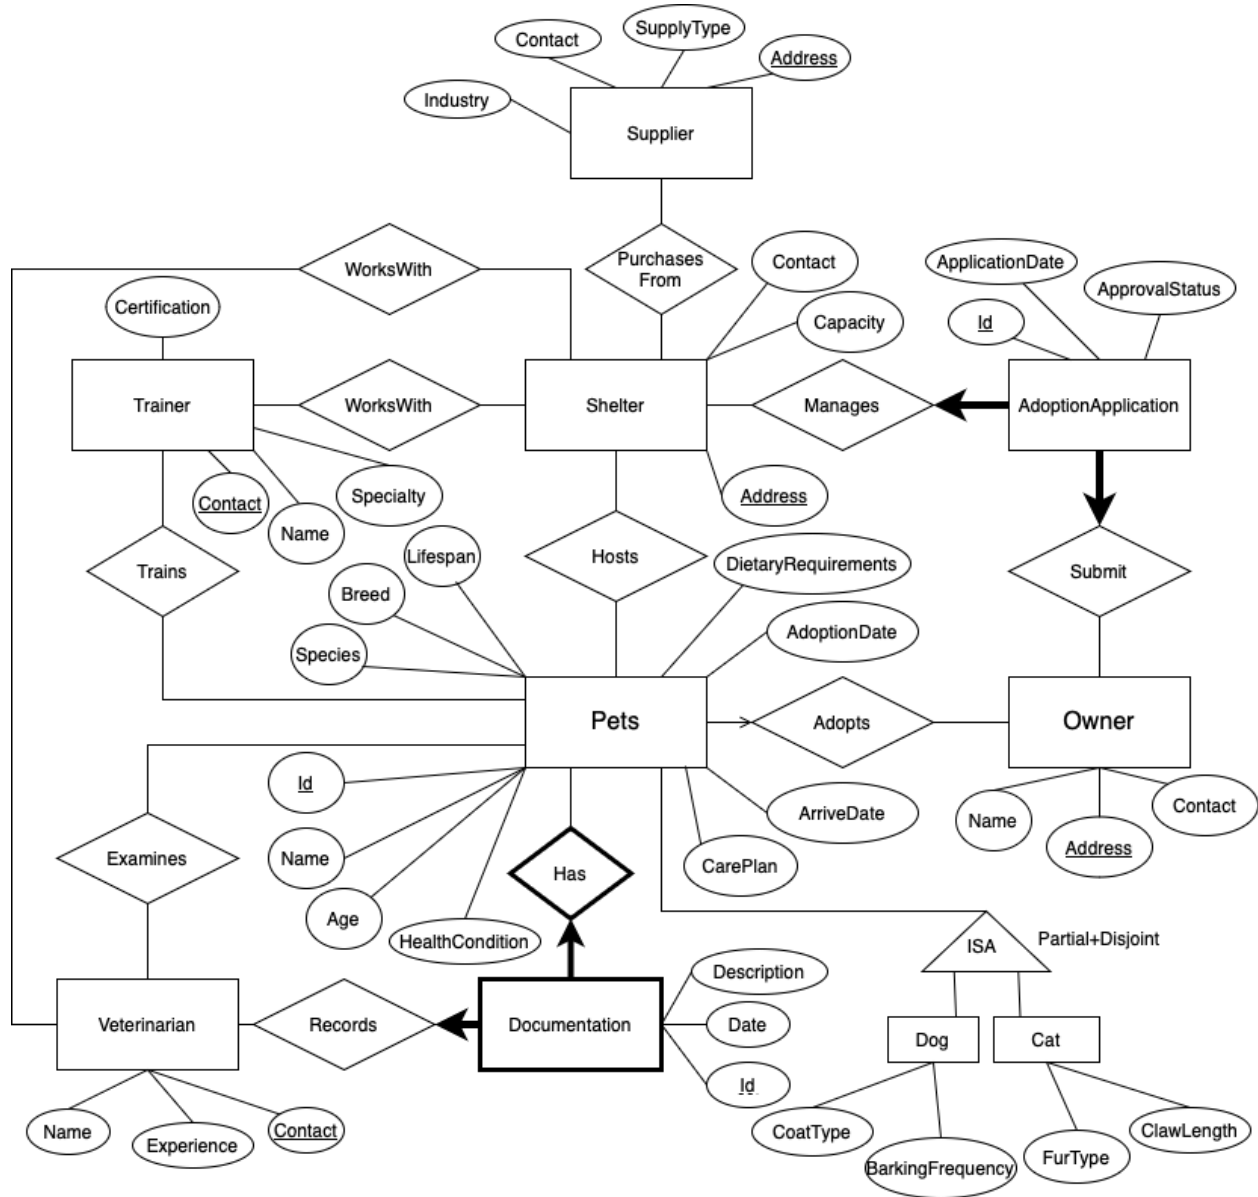 SupplyType
Contact
Address
Industry
Supplier
WorksWith
Purchases
From
Contact
ApplicationDate
ApprovalStatus
Certification
Capacity
Id
Trainer
WorksWith
Shelter
Manages
AdoptionApplication
Contact
Specialty
Address
Name
Lifespan
Hosts
DietaryRequirements
Trains
Submit
Breed
AdoptionDate
Species
Pets
Adopts
Owner
Id
ArriveDate
Contact
Name
Address
Examines
Name
Has
CarePlan
Age
HealthCondition
ISA
Partial+Disjoint
Description
Veterinarian
Records
Documentation
Date
Dog
Cat
Id
Name
Experience
Contact
CoatType
ClawLength
BarkingFrequency
FurType